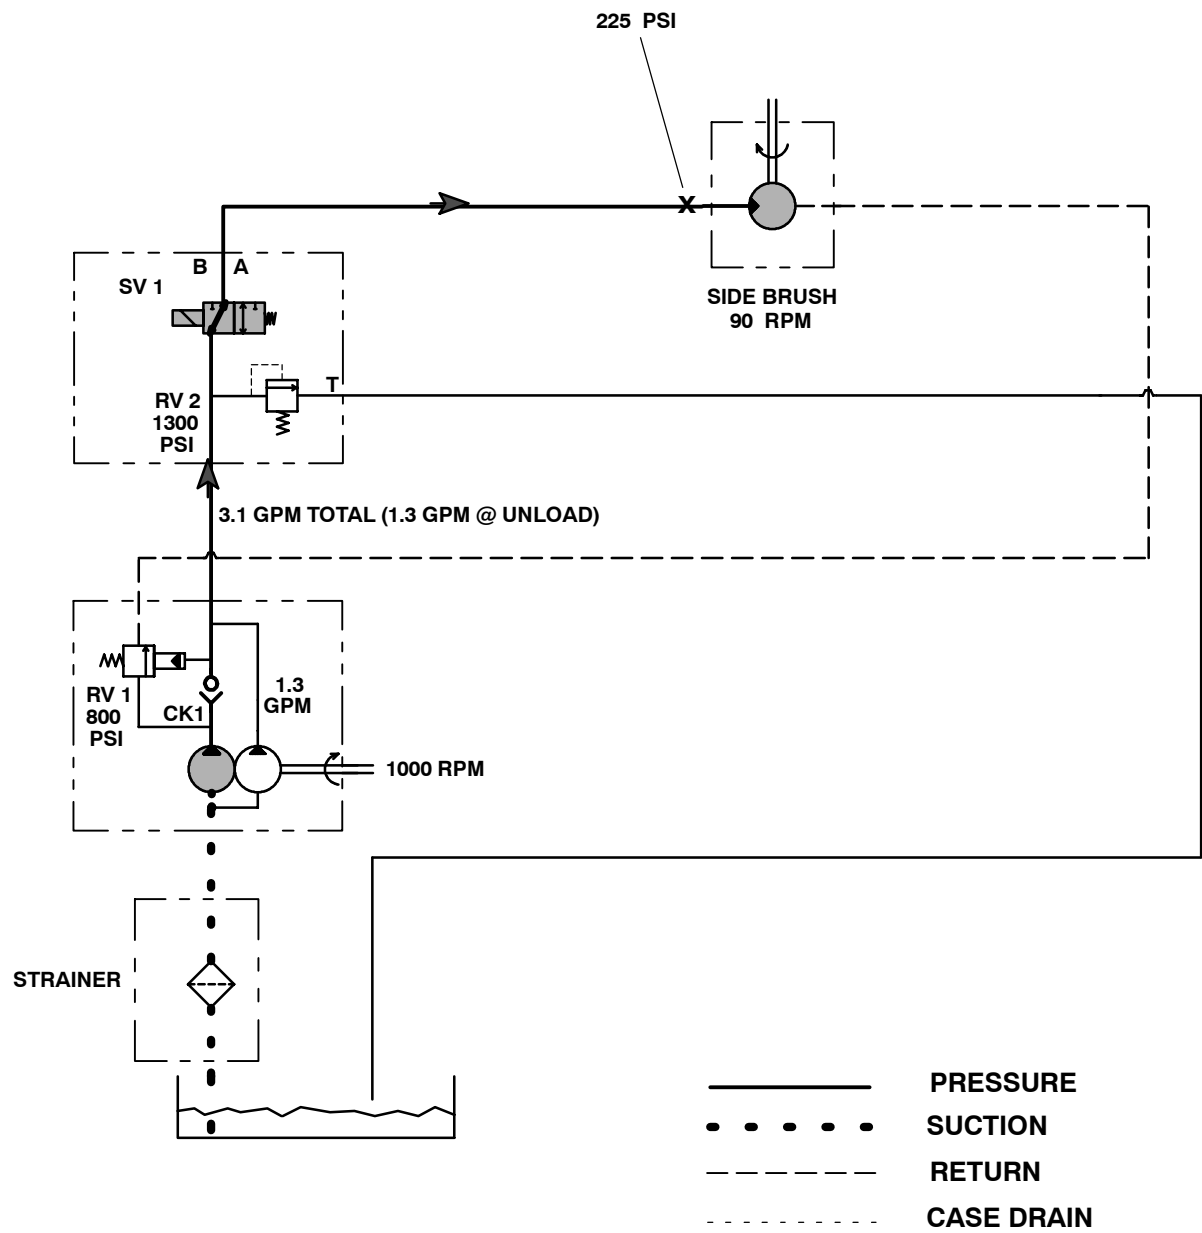 225 PSI
B A
SV 1
SIDE BRUSH
90 RPM
T
RV 2
1300
PSI
3.1 GPM TOTAL (1.3 GPM @ UNLOAD)
RV 1
800
PSI
CK1
1.3
GPM
1000 RPM
STRAINER
PRESSURE
SUCTION
RETURN
CASE DRAIN